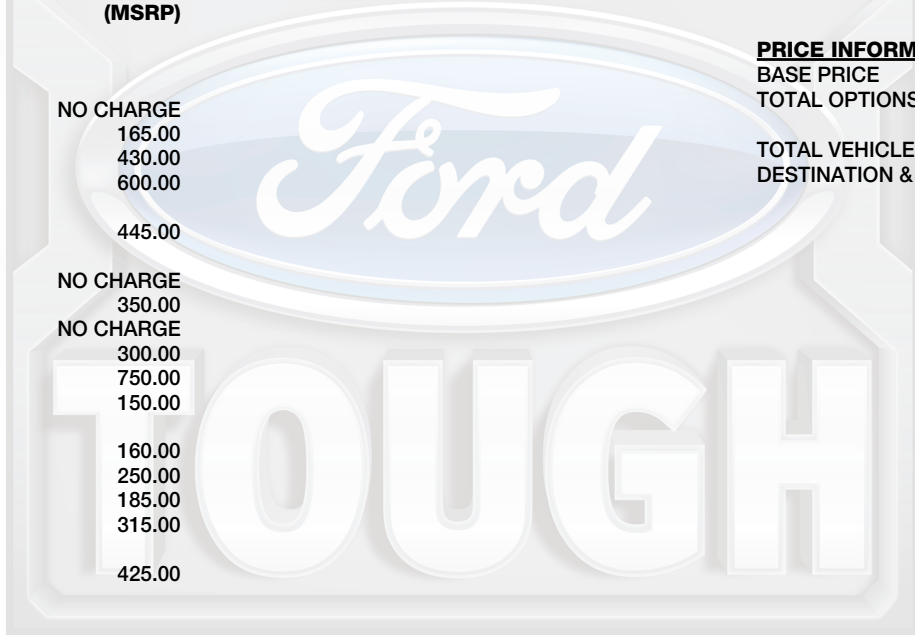 (MSRP)
NO CHARGE
165.00
430.00
600.00
445.00
NO CHARGE
350.00
NO CHARGE
300.00
750.00
150.00
160.00
250.00
185.00
315.00
425.00
PRICE INFORM
BASE PRICE
TOTAL OPTIONS
TOTAL VEHICLE
DESTINATION &
Ford
TOUGH